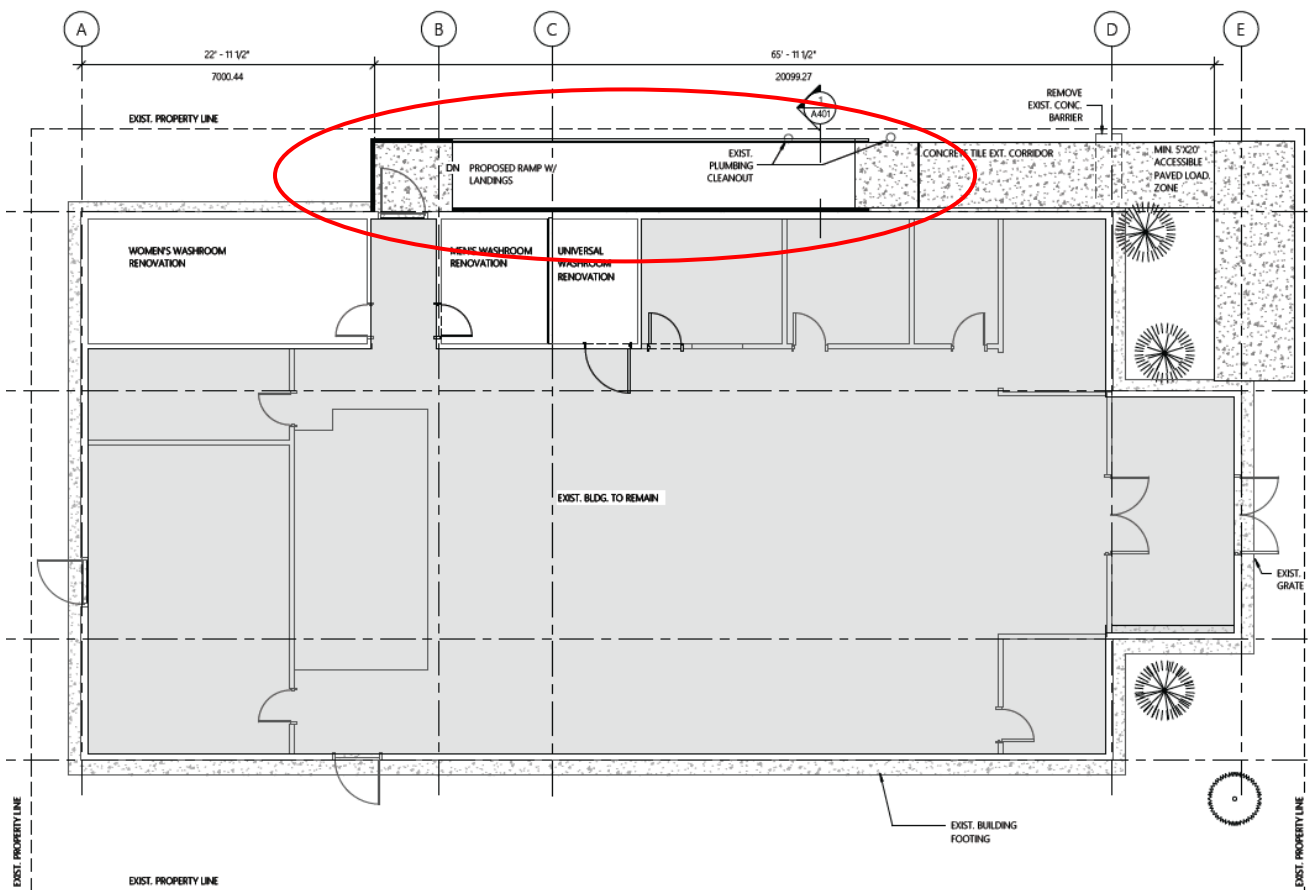 A
B
C
D
E
22' - 11 1/2"
65' - 11 1/2"
7000.44
20099.27
EXIST. PROPERTY LINE
1
A401
REMOVE
EXIST. CONC.
BARRIER
DN
PROPOSED RAMP W/
LANDINGS
EXIST.
PLUMBING
CLEANOUT
CONCRETE TILE EXT. CORRIDOR
MIN. 5'X20'
ACCESSIBLE
PAVED LOAD.
ZONE
WOMEN'S WASHROOM
RENOVATION
MEN'S WASHROOM
RENOVATION
UNIVERSAL
WASHROOM
RENOVATION
EXIST. BLDG. TO REMAIN
EXIST.
GRATE
EXIST. BUILDING
FOOTING
EXIST. PROPERTY LINE
EXIST. PROPERTY LINE
EXIST. PROPERTY LINE